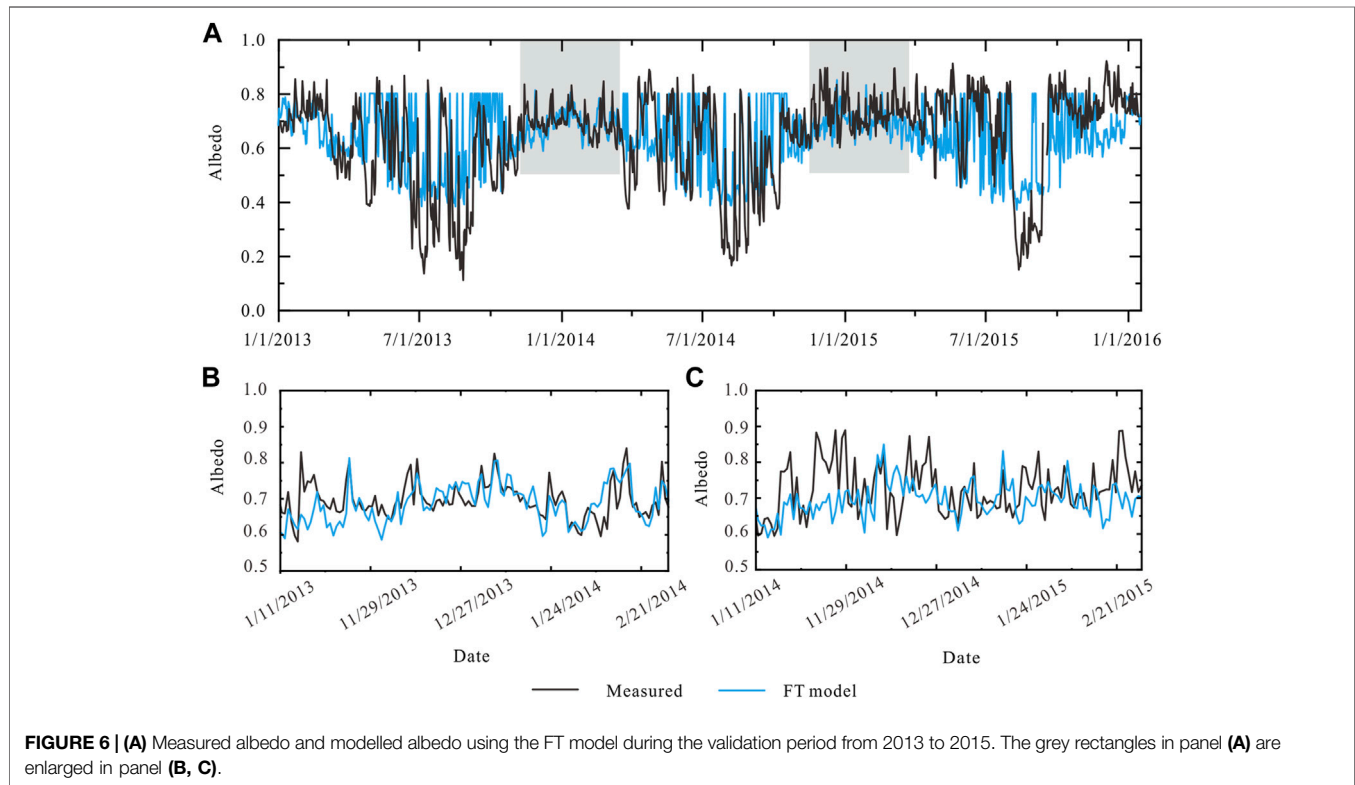 A
1.0
0.8
0.6
0.4
0.2
0.0
Albedo
1/1/2013 7/1/2013 1/1/2014 7/1/2014 1/1/2015 7/1/2015 1/1/2016
B
1.0
0.9
0.8
0.7
0.6
0.5
Albedo
1/11/2013 11/29/2013 12/27/2013 1/24/2014 2/21/2014
Date
C
1.0
0.9
0.8
0.7
0.6
0.5
Albedo
1/11/2014 11/29/2014 12/27/2014 1/24/2015 2/21/2015
Date
Measured FT model
FIGURE 6 | (A) Measured albedo and modelled albedo using the FT model during the validation period from 2013 to 2015. The grey rectangles in panel (A) are
enlarged in panel (B, C).